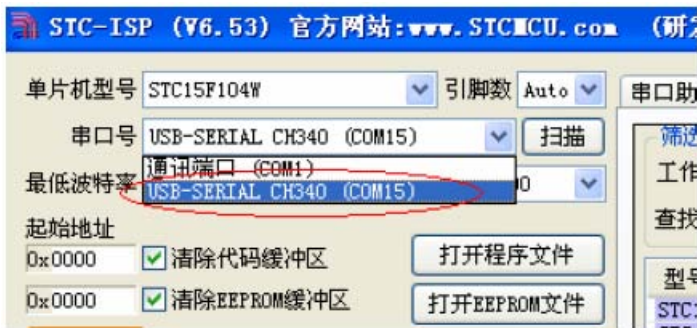 STC-ISP (V6.53) 官方网站:www.STCMCU.com (研发
单片机型号 STC15F104W 引脚数 Auto 串口助
串口号 USB-SERIAL CH340 (COM15) 扫描 筛选
通讯端口 (COM1) 工作
最低波特率 USB-SERIAL CH340 (COM15) 00
起始地址 查找
0x0000 清除代码缓冲区 打开程序文件 型号
0x0000 清除EEPROM缓冲区 打开EEPROM文件 STC